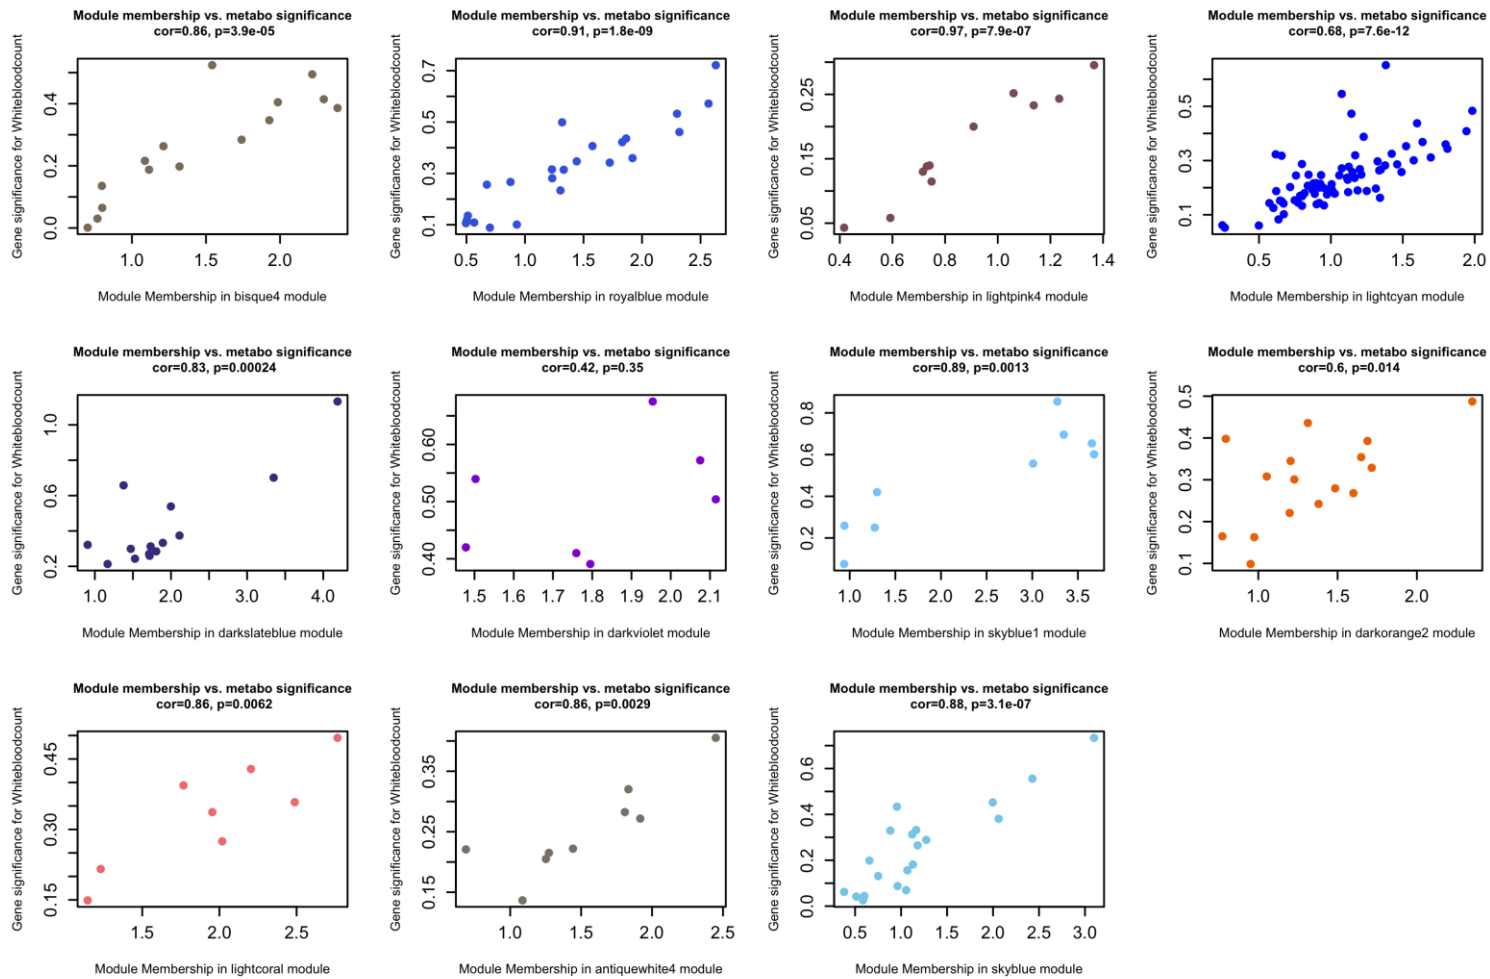 Module membership vs. metabo significance
cor=0.86, p=3.9e-05
Gene significance for Whitebloodcount
0.0 0.2 0.4
1.0 1.5 2.0
Module Membership in bisque4 module
Module membership vs. metabo significance
cor=0.91, p=1.8e-09
Gene significance for Whitebloodcount
0.1 0.3 0.5 0.7
0.5 1.0 1.5 2.0 2.5
Module Membership in royalblue module
Module membership vs. metabo significance
cor=0.97, p=7.9e-07
Gene significance for Whitebloodcount
0.05 0.15 0.25
0.4 0.6 0.8 1.0 1.2 1.4
Module Membership in lightpink4 module
Module membership vs. metabo significance
cor=0.68, p=7.6e-12
Gene significance for Whitebloodcount
0.1 0.3 0.5
0.5 1.0 1.5 2.0
Module Membership in lightcyan module
Module membership vs. metabo significance
cor=0.83, p=0.00024
Gene significance for Whitebloodcount
0.2 0.6 1.0
1.0 2.0 3.0 4.0
Module Membership in darkslateblue module
Module membership vs. metabo significance
cor=0.42, p=0.35
Gene significance for Whitebloodcount
0.40 0.50 0.60
1.5 1.6 1.7 1.8 1.9 2.0 2.1
Module Membership in darkviolet module
Module membership vs. metabo significance
cor=0.89, p=0.0013
Gene significance for Whitebloodcount
0.2 0.4 0.6 0.8
1.0 1.5 2.0 2.5 3.0 3.5
Module Membership in skyblue1 module
Module membership vs. metabo significance
cor=0.6, p=0.014
Gene significance for Whitebloodcount
0.1 0.2 0.3 0.4 0.5
1.0 1.5 2.0
Module Membership in darkorange2 module
Module membership vs. metabo significance
cor=0.86, p=0.0062
Gene significance for Whitebloodcount
0.15 0.30 0.45
1.5 2.0 2.5
Module Membership in lightcoral module
Module membership vs. metabo significance
cor=0.86, p=0.0029
Gene significance for Whitebloodcount
0.15 0.25 0.35
1.0 1.5 2.0 2.5
Module Membership in antiquewhite4 module
Module membership vs. metabo significance
cor=0.88, p=3.1e-07
Gene significance for Whitebloodcount
0.0 0.2 0.4 0.6
0.5 1.0 1.5 2.0 2.5 3.0
Module Membership in skyblue module